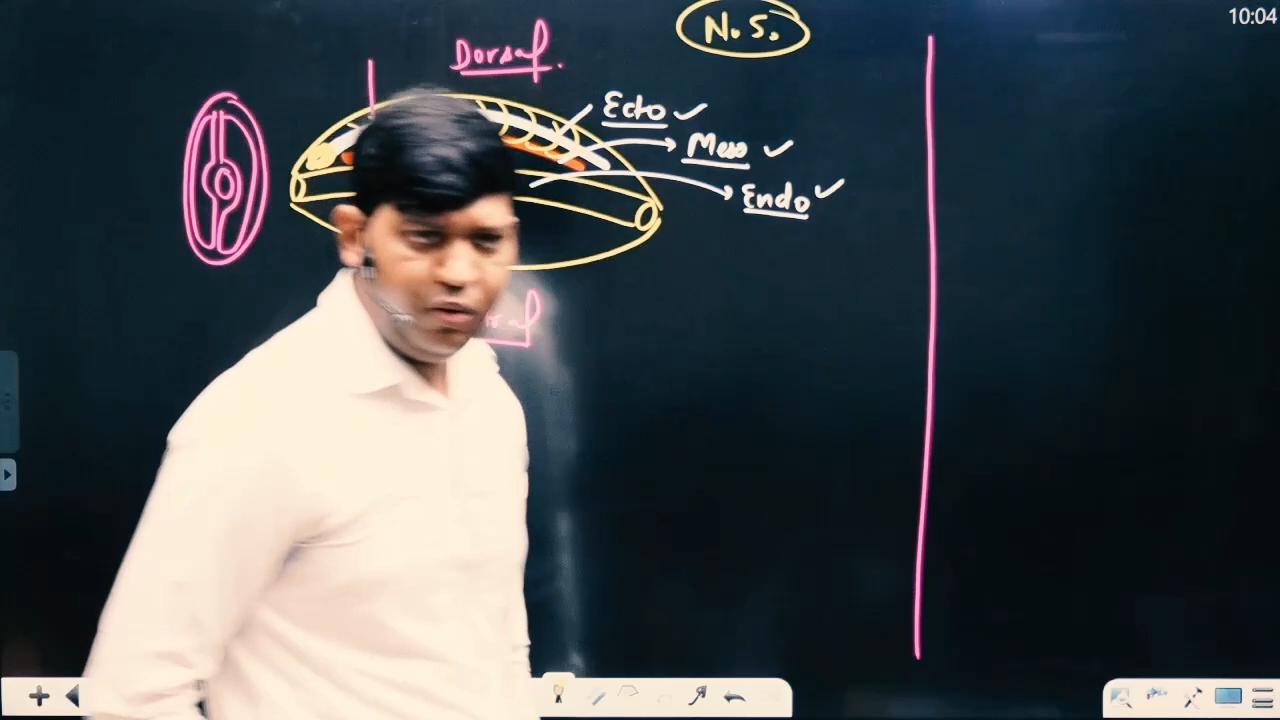 10:04
N.S.
Dorsal.
Ecto ✓
Meso ✓
Endo ✓